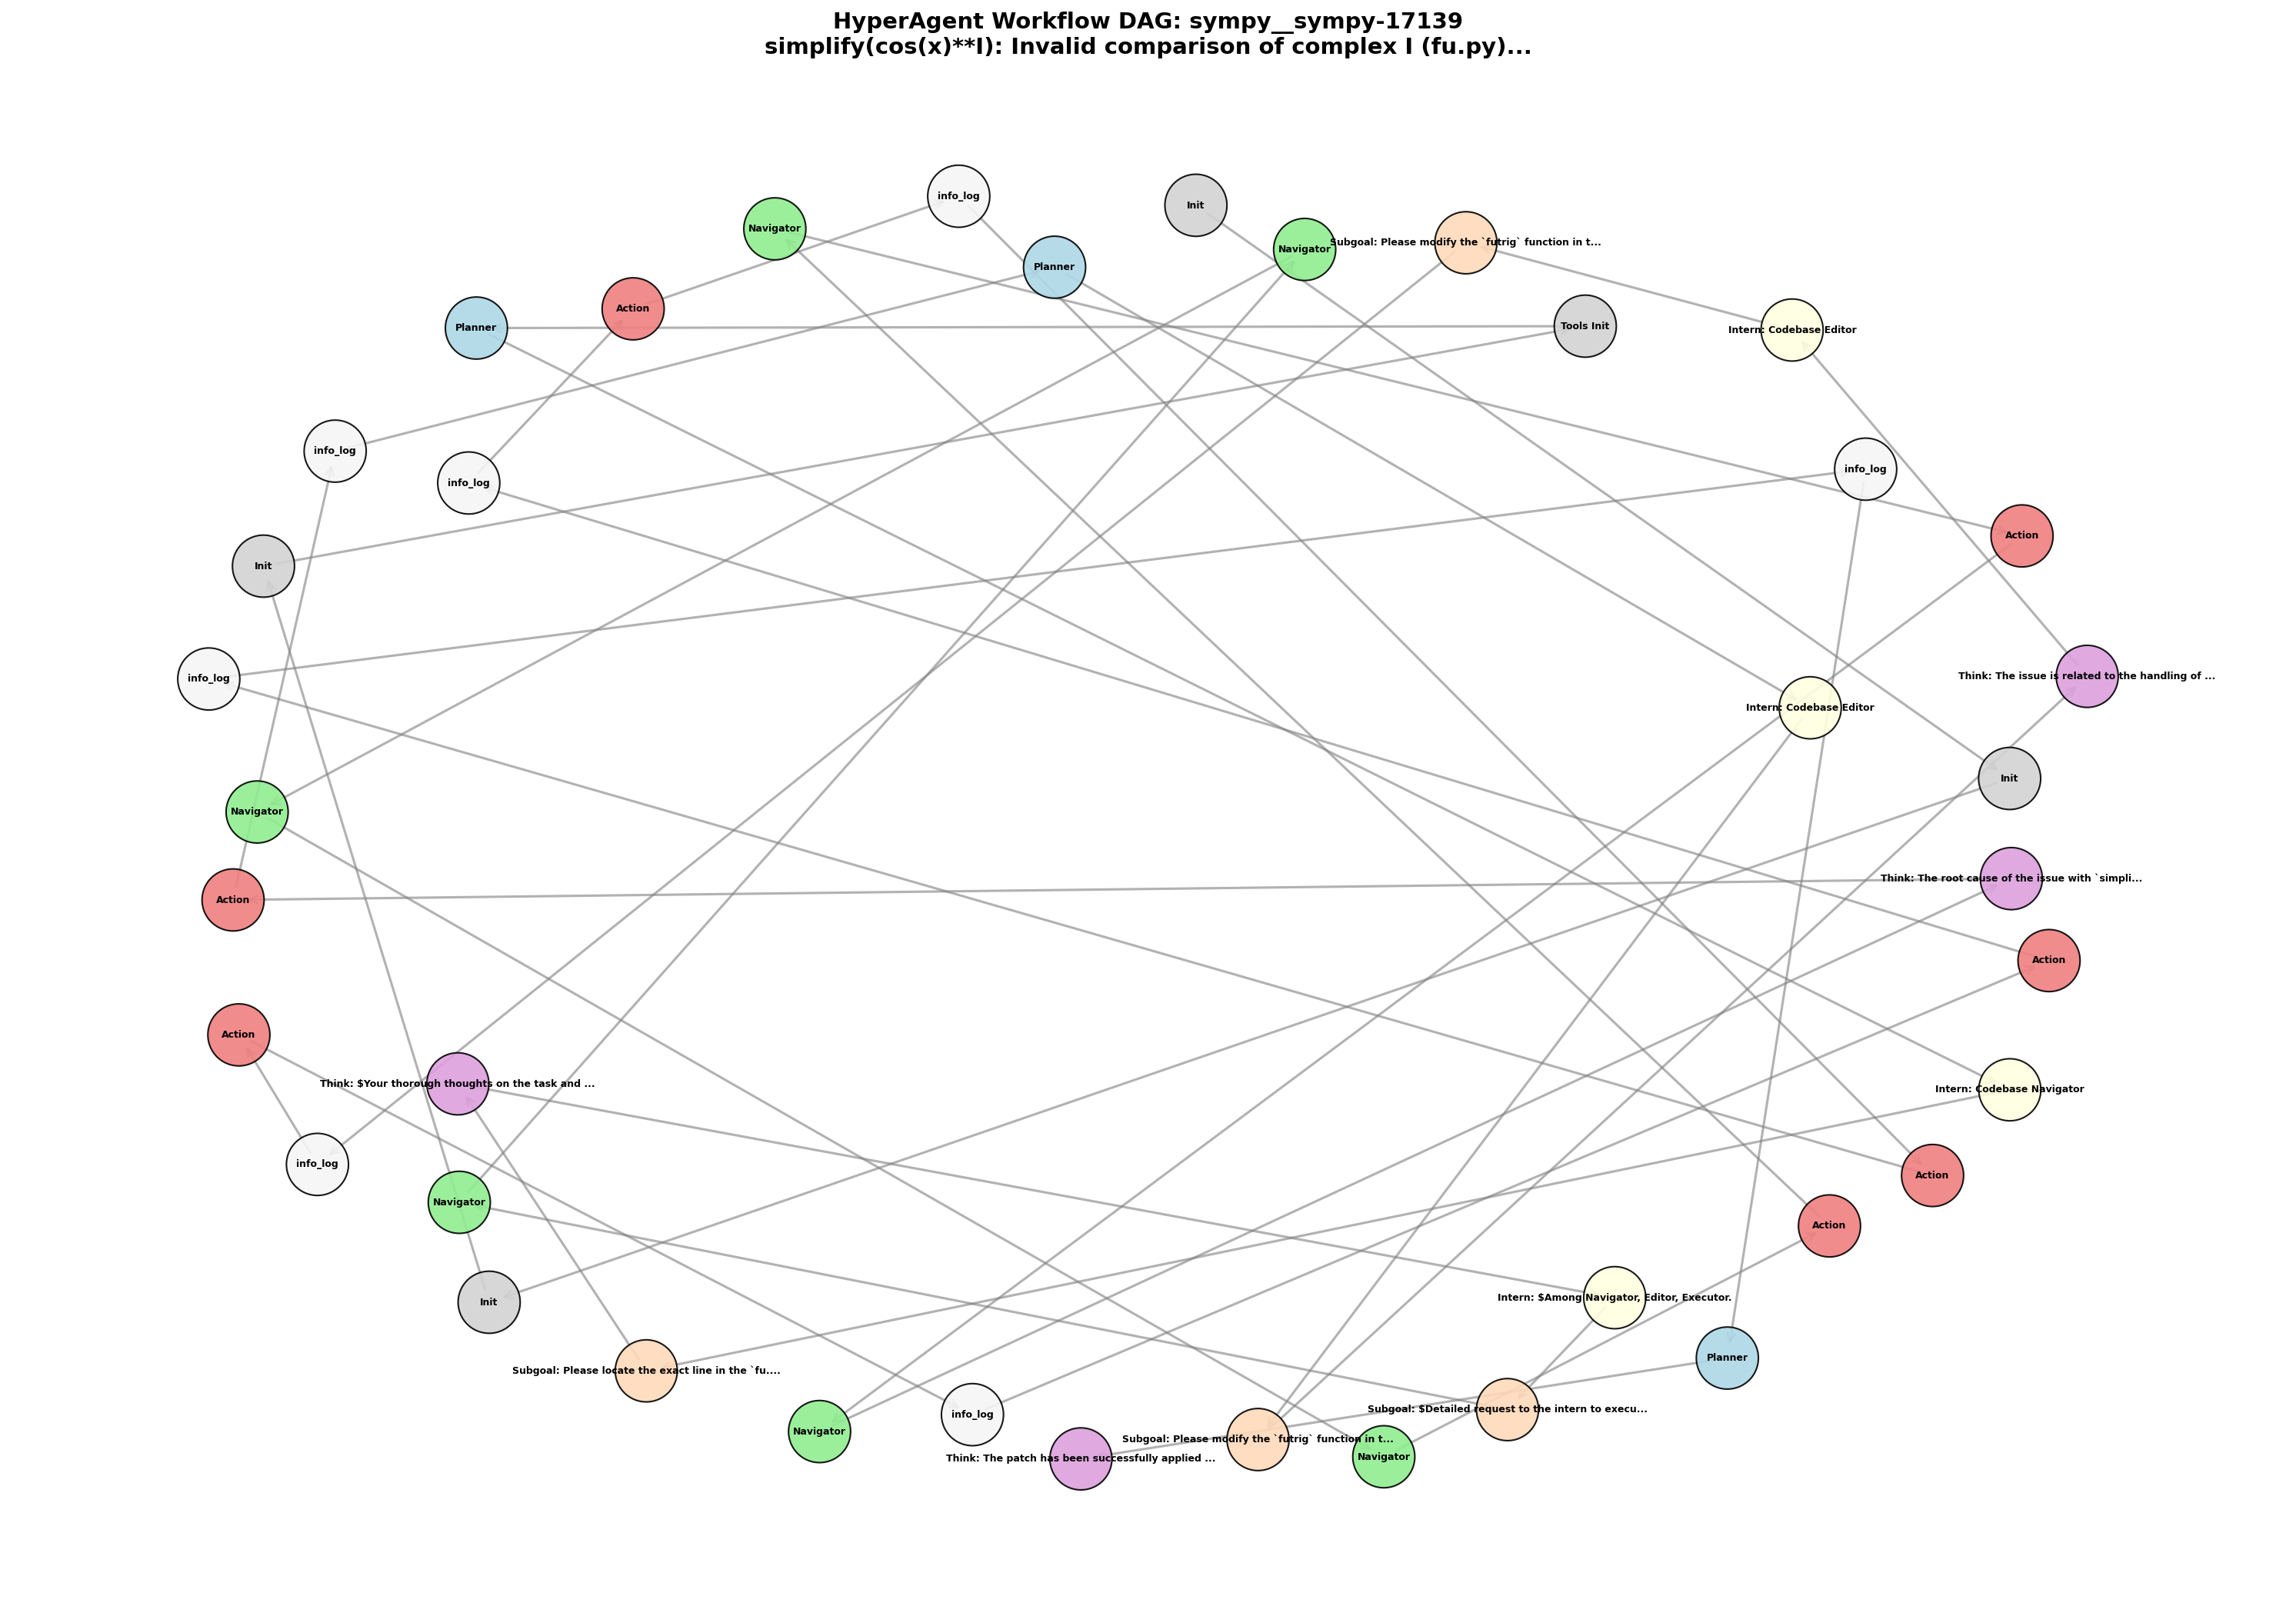 HyperAgent Workflow DAG: sympy__sympy-17139
simplify(cos(x)**I): Invalid comparison of complex I (fu.py)...
info_log
Init
Navigator
Navigator
Subgoal: Please modify the `futrig` function in t...
Planner
Action
Planner
Tools Init
Intern: Codebase Editor
info_log
info_log
info_log
Action
Init
Think: The issue is related to the handling of ...
info_log
Intern: Codebase Editor
Init
Navigator
Think: The root cause of the issue with `simpli...
Action
Action
Action
Think: $Your thorough thoughts on the task and ...
Intern: Codebase Navigator
info_log
Action
Navigator
Action
Intern: $Among Navigator, Editor, Executor.
Init
Planner
Subgoal: Please locate the exact line in the `fu....
Subgoal: $Detailed request to the intern to execu...
info_log
Navigator
Subgoal: Please modify the `futrig` function in t...
Navigator
Think: The patch has been successfully applied ...